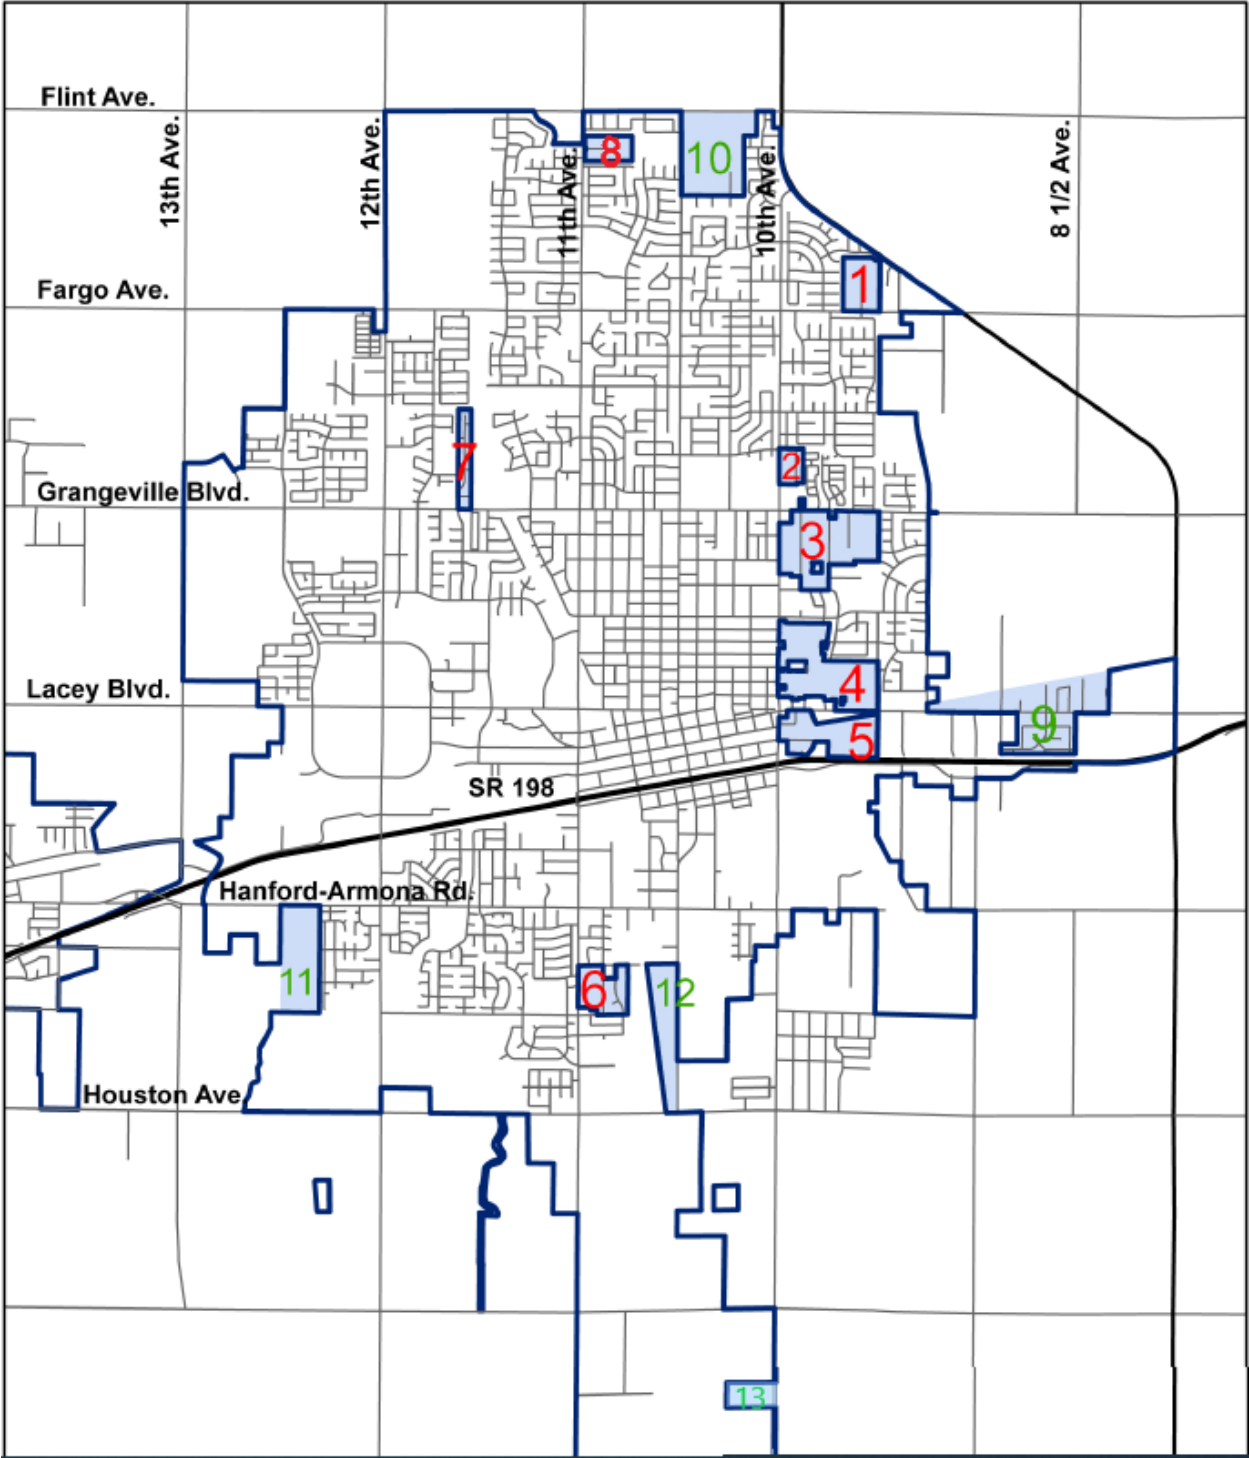 Flint Ave.
13th Ave.
12th Ave.
11th Ave.
10th Ave.
8 1/2 Ave.
8
10
1
Fargo Ave.
7
2
Grangeville Blvd.
3
4
Lacey Blvd.
9
5
SR 198
Hanford-Armona Rd.
11
6
12
Houston Ave.
13